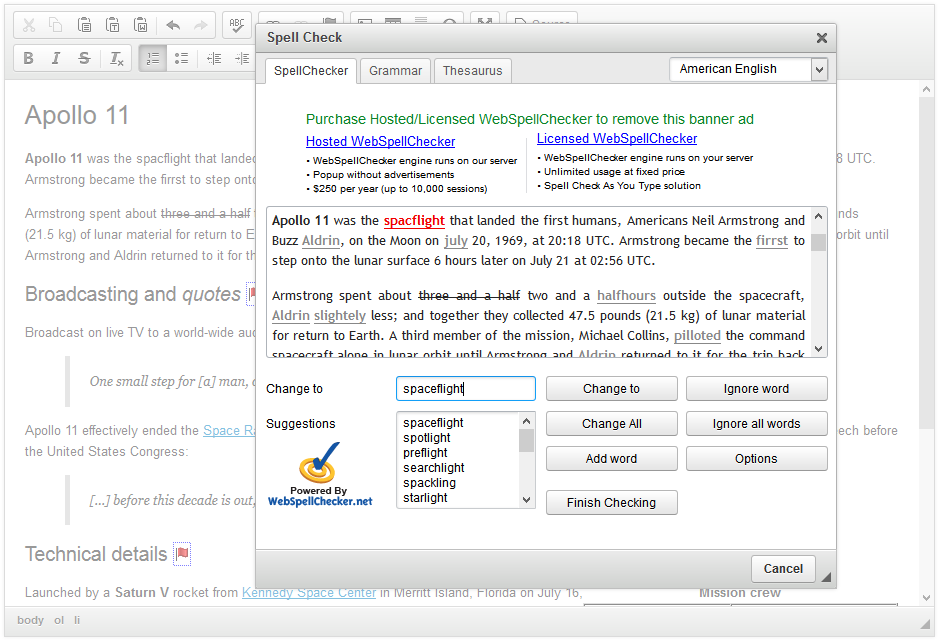 ABC
Source
Spell Check
SpellChecker
Grammar
Thesaurus
American English
Purchase Hosted/Licensed WebSpellChecker to remove this banner ad
Hosted WebSpellChecker
• WebSpellChecker engine runs on our server
• Popup without advertisements
• $250 per year (up to 10,000 sessions)
Licensed WebSpellChecker
• WebSpellChecker engine runs on your server
• Unlimited usage at fixed price
• Spell Check As You Type solution
Apollo 11 was the spacflight that landed the first humans, Americans Neil Armstrong and
Buzz Aldrin, on the Moon on july 20, 1969, at 20:18 UTC. Armstrong became the firrst to
step onto the lunar surface 6 hours later on July 21 at 02:56 UTC.
Armstrong spent about three and a half two and a halfhours outside the spacecraft,
Aldrin slightely less; and together they collected 47.5 pounds (21.5 kg) of lunar material
for return to Earth. A third member of the mission, Michael Collins, pilloted the command
spacecraft alone in lunar orbit until Armstrong and Aldrin returned to it for the trip back
Change to
spaceflight
Change to
Ignore word
Suggestions
spaceflight
spotlight
preflight
searchlight
spackling
starlight
Change All
Ignore all words
Add word
Options
Finish Checking
Powered By
WebSpellChecker.net
Cancel
Apollo 11
Apollo 11 was the spacflight that landed
8 UTC.
Armstrong became the firrst to step onto
Armstrong spent about three and a half
nds
(21.5 kg) of lunar material for return to E
orbit until
Armstrong and Aldrin returned to it for th
Broadcasting and quotes
Broadcast on live TV to a world-wide aud
One small step for [a] man,
Apollo 11 effectively ended the Space Ra
ech before
the United States Congress:
[...] before this decade is out,
Technical details
Launched by a Saturn V rocket from Kennedy Space Center in Merritt Island, Florida on July 16,
Mission crew
body ol li